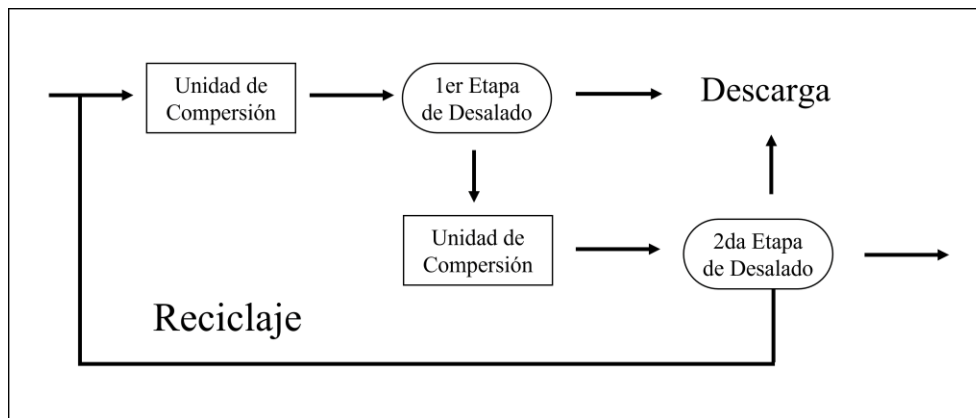 Unidad de
Compersión
1er Etapa
de Desalado
Descarga
Unidad de
Compersión
2da Etapa
de Desalado
Reciclaje